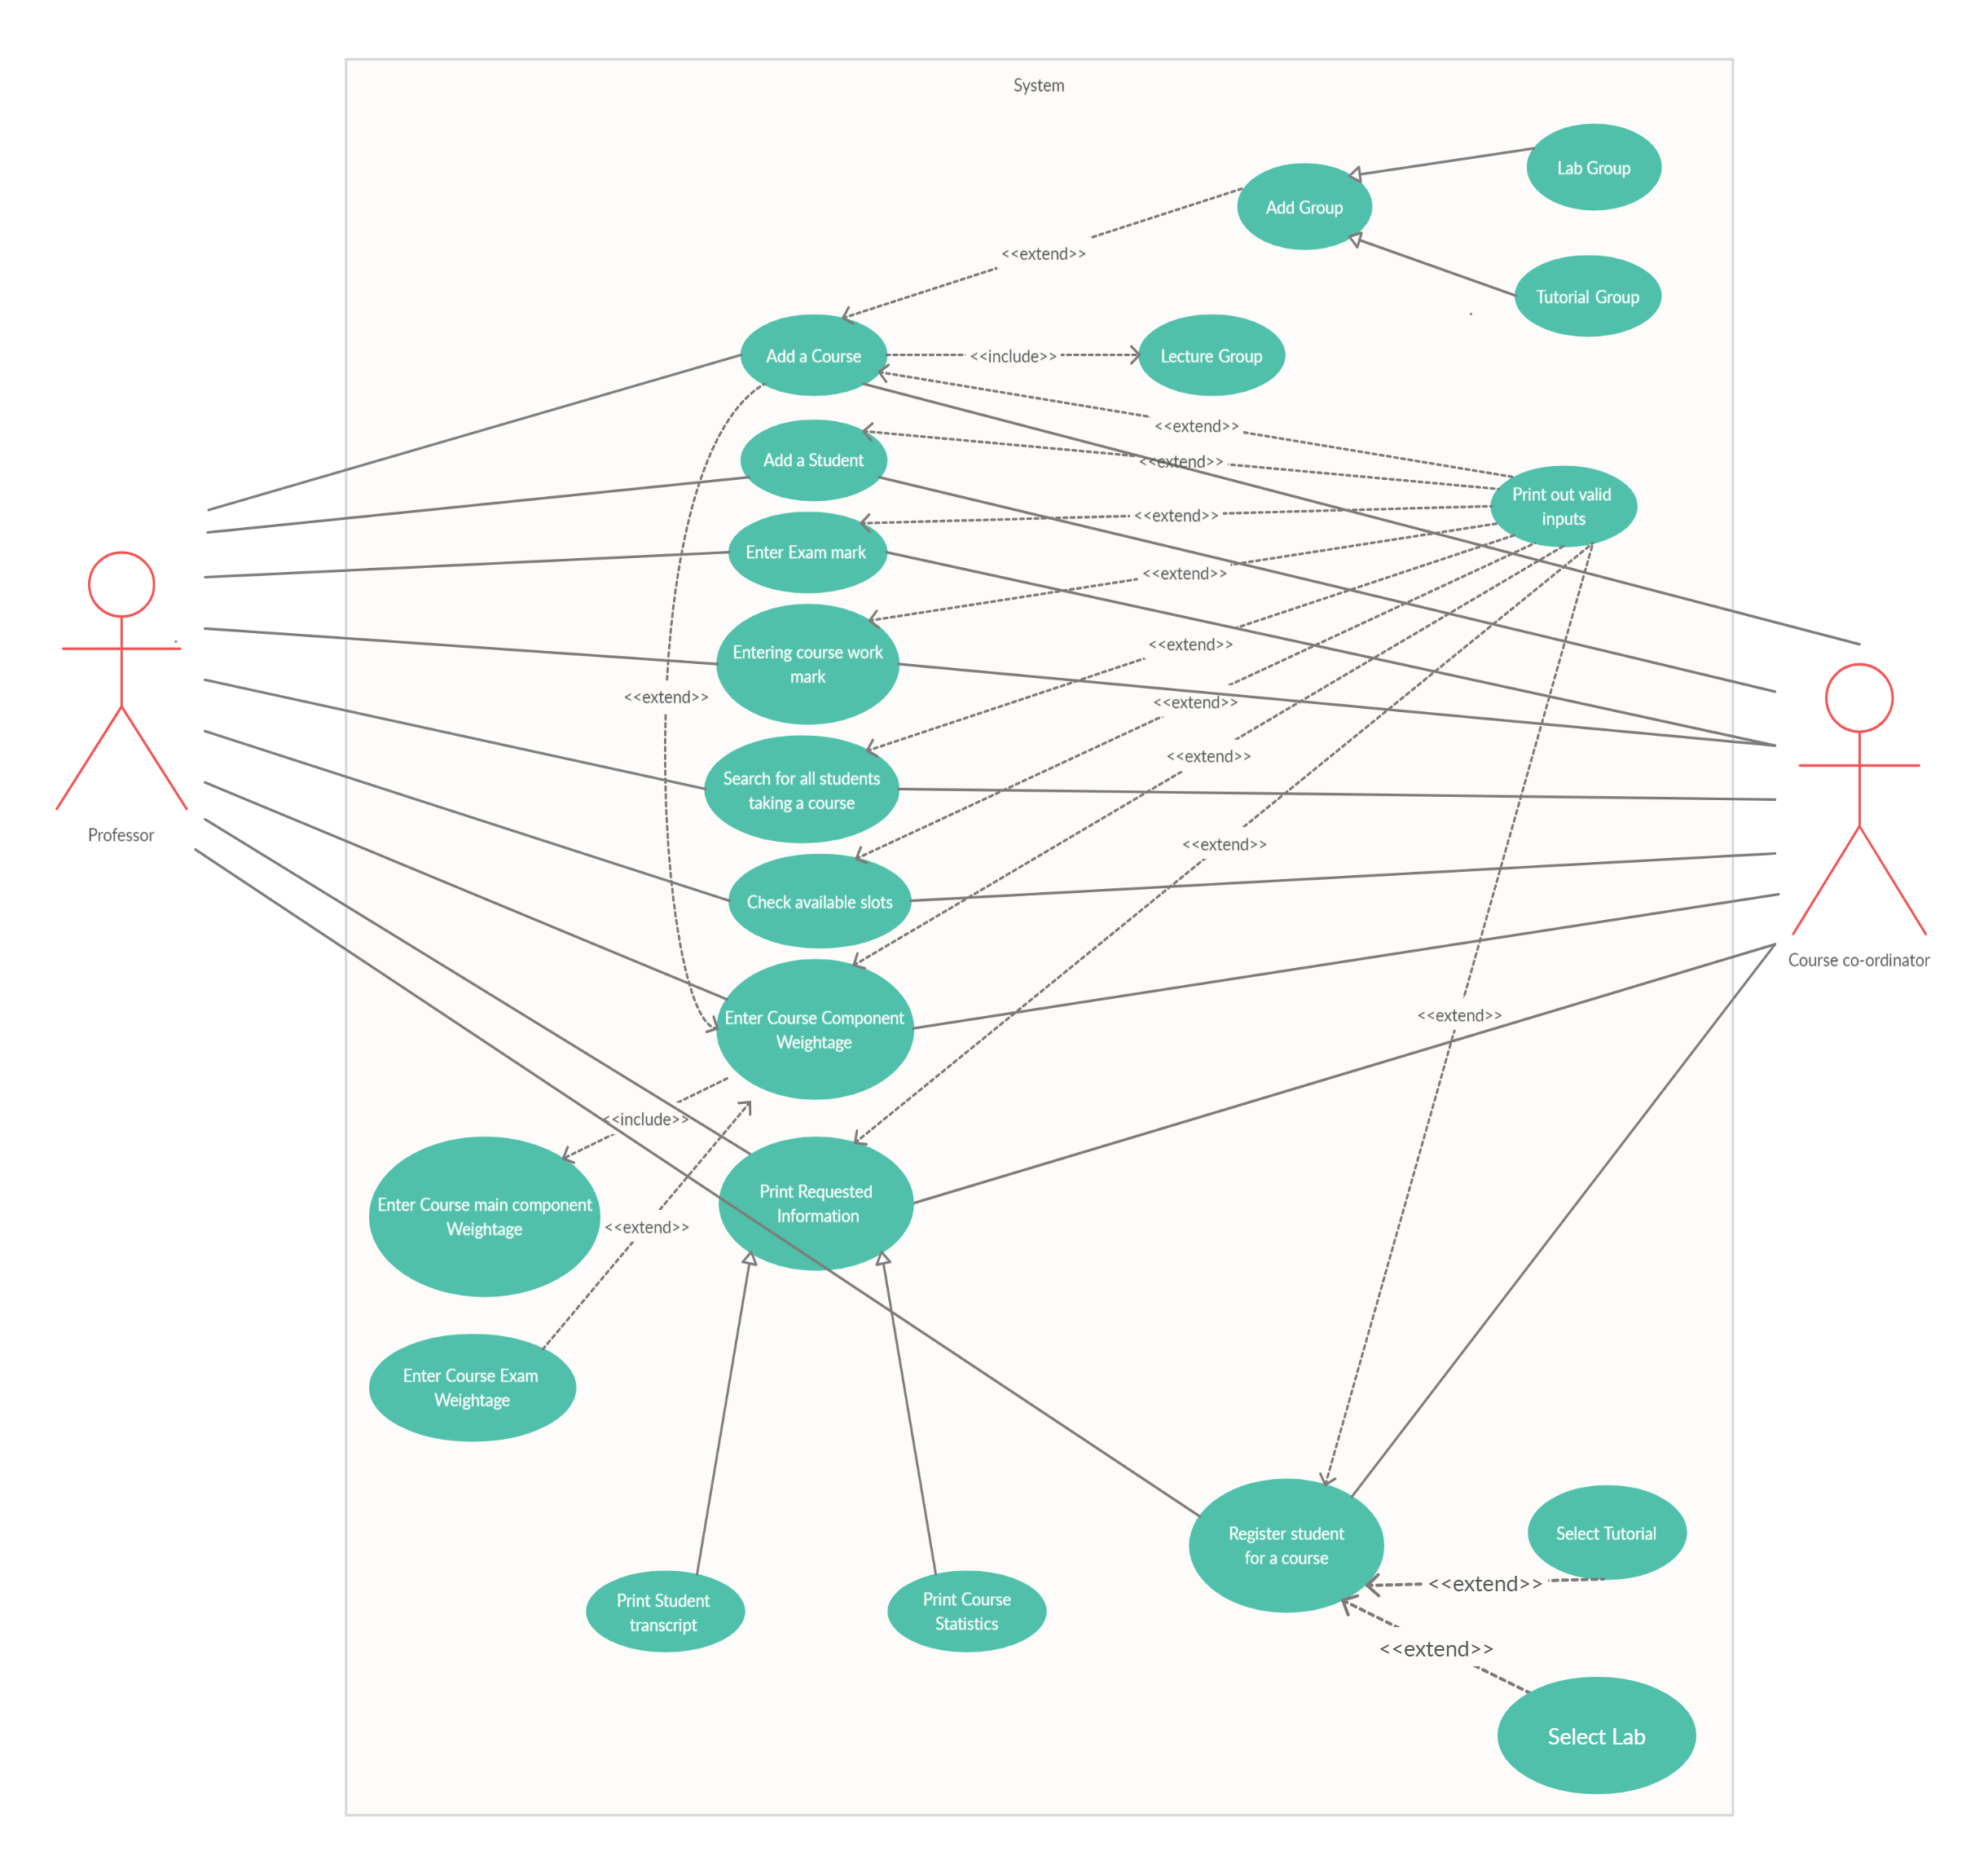 System
Lab Group
Add Group
<<extend>>
Tutorial Group
Add a Course
<<include>>
Lecture Group
<<extend>>
Add a Student
<<extend>>
Print out valid
inputs
<<extend>>
Enter Exam mark
<<extend>>
Entering course work
mark
<<extend>>
<<extend>>
<<extend>>
<<extend>>
Search for all students
taking a course
Professor
<<extend>>
Check available slots
Course co-ordinator
<<extend>>
Enter Course Component
Weightage
<<include>>
Enter Course main component
Weightage
Print Requested
Information
<<extend>>
Enter Course Exam
Weightage
Register student
for a course
Select Tutorial
<<extend>>
Print Student
transcript
Print Course
Statistics
<<extend>>
Select Lab